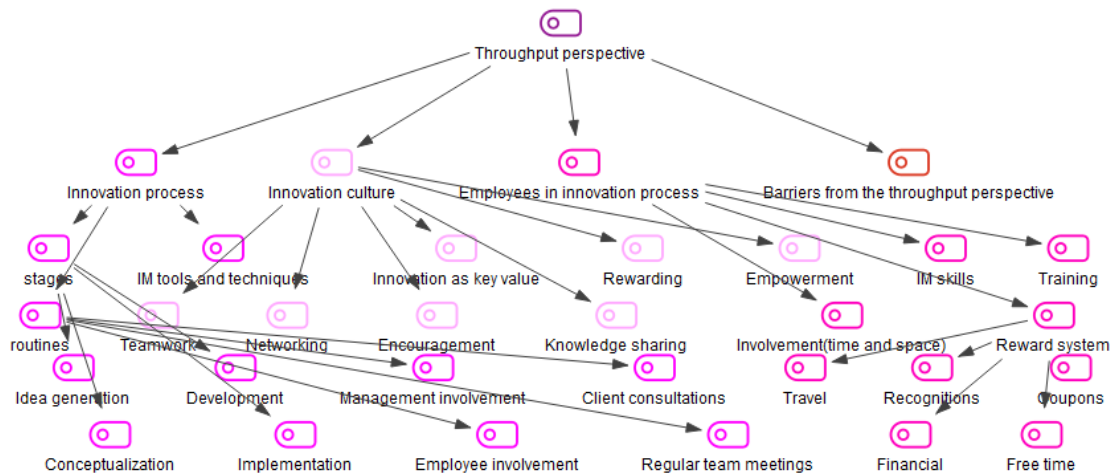 Throughput perspective
Innovation process
Innovation culture
Employees in innovation process
Barriers from the throughput perspective
stages
IM tools and techniques
Innovation as key value
Rewarding
Empowerment
IM skills
Training
routines
Teamwork
Networking
Encouragement
Knowledge sharing
Involvement(time and space)
Reward system
Idea generation
Development
Management involvement
Client consultations
Travel
Recognitions
Coupons
Conceptualization
Implementation
Employee involvement
Regular team meetings
Financial
Free time